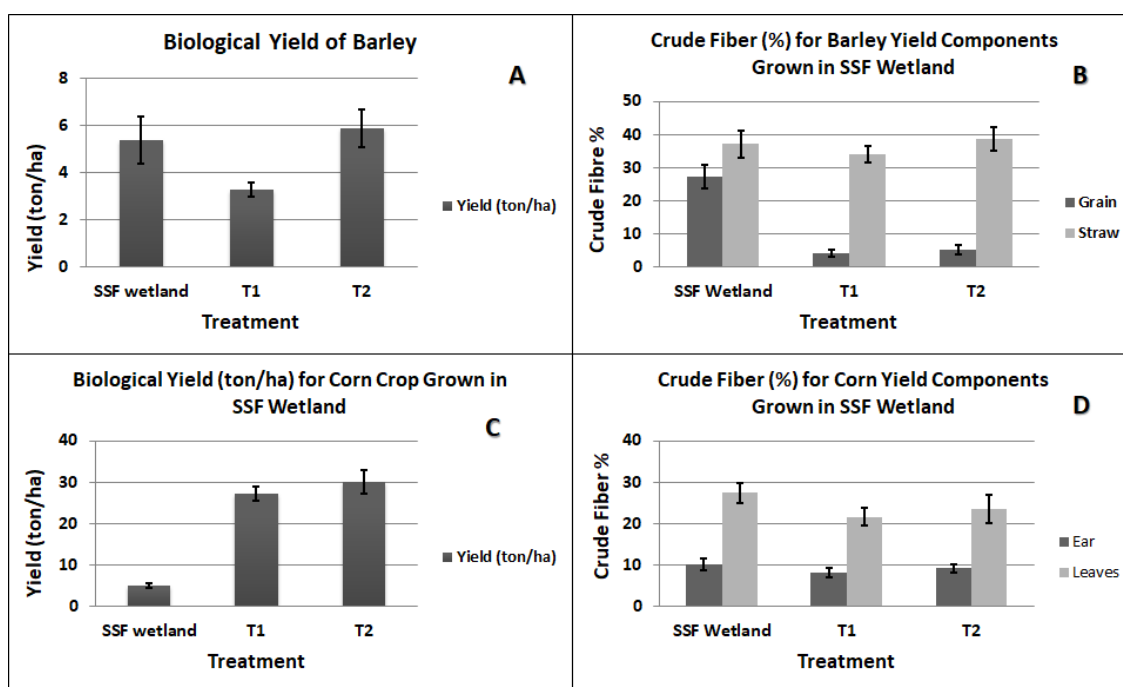 Biological Yield of Barley
A
Yield (ton/ha)
8
6
4
2
0
SSF wetland T1 T2
Treatment
Yield (ton/ha)
Crude Fiber (%) for Barley Yield Components
Grown in SSF Wetland
B
Crude Fibre %
50
40
30
20
10
0
SSF Wetland T1 T2
Treatment
Grain
Straw
Biological Yield (ton/ha) for Corn Crop Grown in
SSF Wetland
C
Yield (ton/ha)
40
30
20
10
0
SSF wetland T1 T2
Treatment
Yield (ton/ha)
Crude Fiber (%) for Corn Yield Components
Grown in SSF Wetland
D
Crude Fiber %
40
30
20
10
0
SSF Wetland T1 T2
Treatment
Ear
Leaves